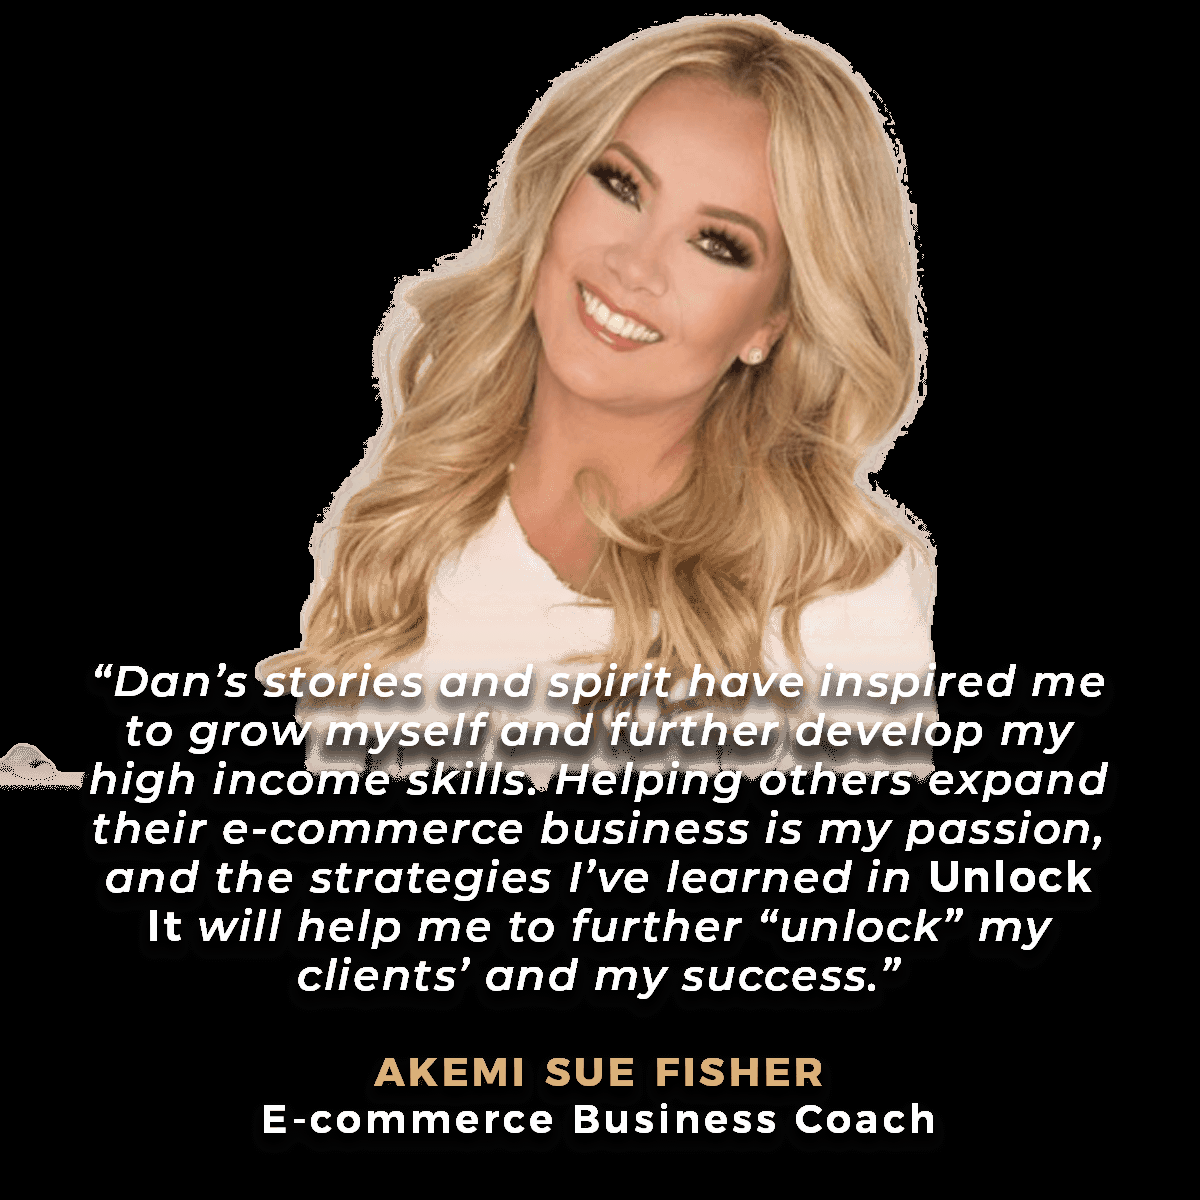 “Dan’s stories and spirit have inspired me
to grow myself and further develop my
high income skills. Helping others expand
their e-commerce business is my passion,
and the strategies I’ve learned in Unlock
It will help me to further “unlock” my
clients’ and my success.”
AKEMI SUE FISHER
E-commerce Business Coach